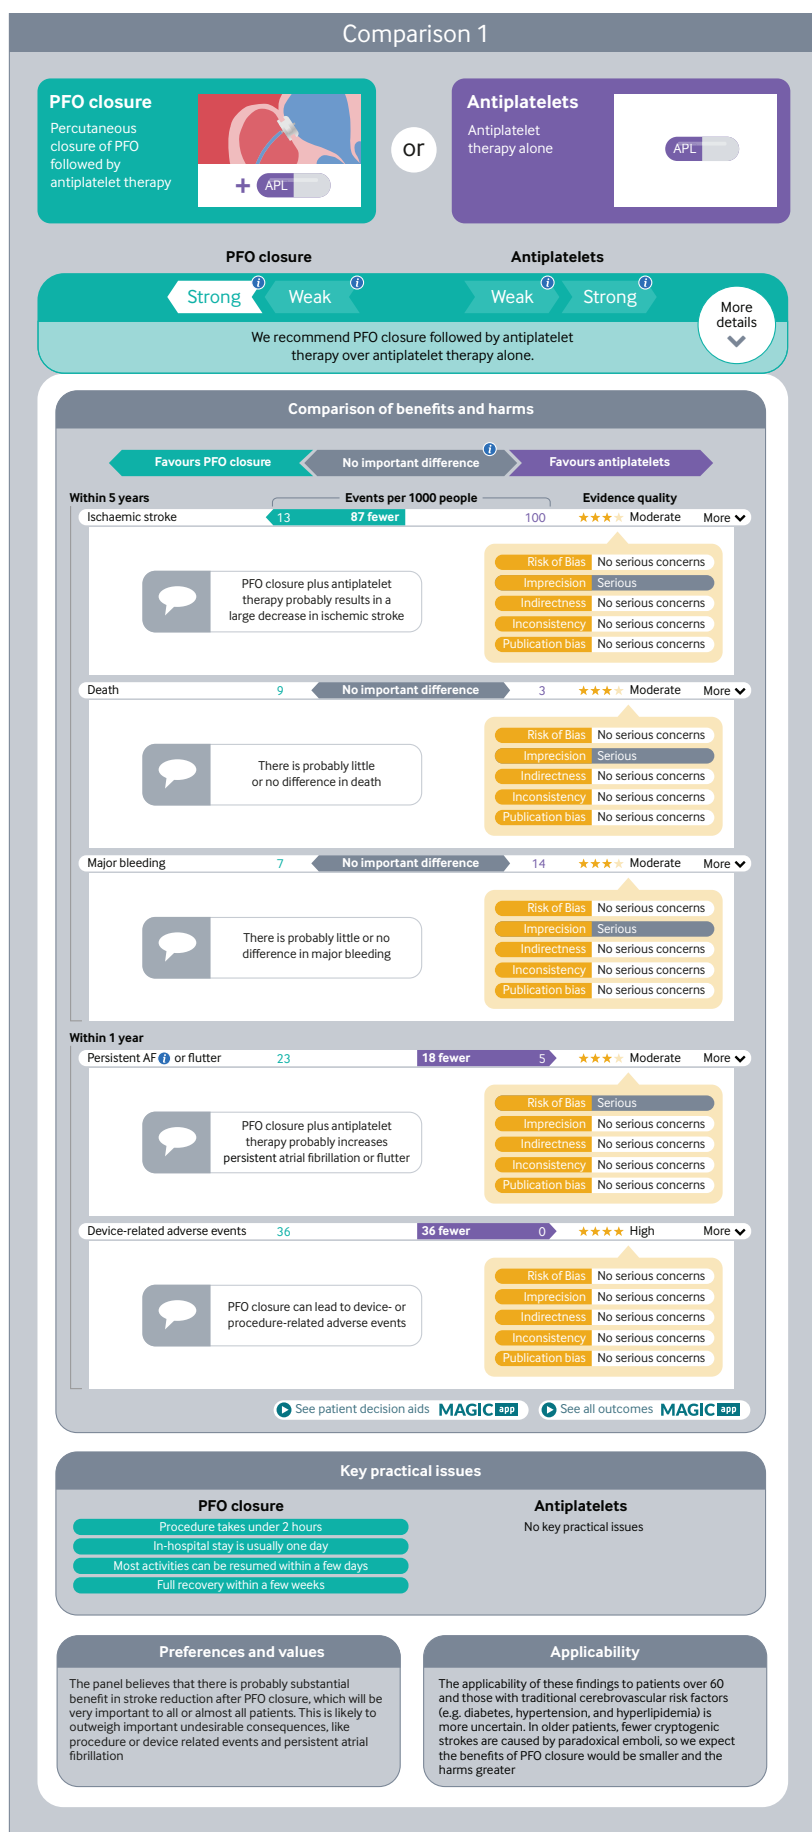 Comparison 1
PFO closure
Percutaneous
closure of PFO
followed by
antiplatelet therapy
+ APL
or
Antiplatelets
Antiplatelet
therapy alone
APL
PFO closure
Antiplatelets
Strong i Weak i Weak i Strong i
More
details
We recommend PFO closure followed by antiplatelet
therapy over antiplatelet therapy alone.
Comparison of benefits and harms
Favours PFO closure No important difference i Favours antiplatelets
Within 5 years Events per 1000 people Evidence quality
Ischaemic stroke 13 87 fewer 100 Moderate More
PFO closure plus antiplatelet
therapy probably results in a
large decrease in ischemic stroke
Risk of Bias No serious concerns
Imprecision Serious
Indirectness No serious concerns
Inconsistency No serious concerns
Publication bias No serious concerns
Death 9 No important difference 3 Moderate More
There is probably little
or no difference in death
Risk of Bias No serious concerns
Imprecision Serious
Indirectness No serious concerns
Inconsistency No serious concerns
Publication bias No serious concerns
Major bleeding 7 No important difference 14 Moderate More
There is probably little or no
difference in major bleeding
Risk of Bias No serious concerns
Imprecision Serious
Indirectness No serious concerns
Inconsistency No serious concerns
Publication bias No serious concerns
Within 1 year
Persistent AF i or flutter 23 18 fewer 5 Moderate More
PFO closure plus antiplatelet
therapy probably increases
persistent atrial fibrillation or flutter
Risk of Bias Serious
Imprecision No serious concerns
Indirectness No serious concerns
Inconsistency No serious concerns
Publication bias No serious concerns
Device-related adverse events 36 36 fewer 0 High More
PFO closure can lead to device- or
procedure-related adverse events
Risk of Bias No serious concerns
Imprecision No serious concerns
Indirectness No serious concerns
Inconsistency No serious concerns
Publication bias No serious concerns
See patient decision aids MAGIC app See all outcomes MAGIC app
Key practical issues
PFO closure
Procedure takes under 2 hours
In-hospital stay is usually one day
Most activities can be resumed within a few days
Full recovery within a few weeks
Antiplatelets
No key practical issues
Preferences and values
The panel believes that there is probably substantial
benefit in stroke reduction after PFO closure, which will be
very important to all or almost all patients. This is likely to
outweigh important undesirable consequences, like
procedure or device related events and persistent atrial
fibrillation
Applicability
The applicability of these findings to patients over 60
and those with traditional cerebrovascular risk factors
(e.g. diabetes, hypertension, and hyperlipidemia) is
more uncertain. In older patients, fewer cryptogenic
strokes are caused by paradoxical emboli, so we expect
the benefits of PFO closure would be smaller and the
harms greater